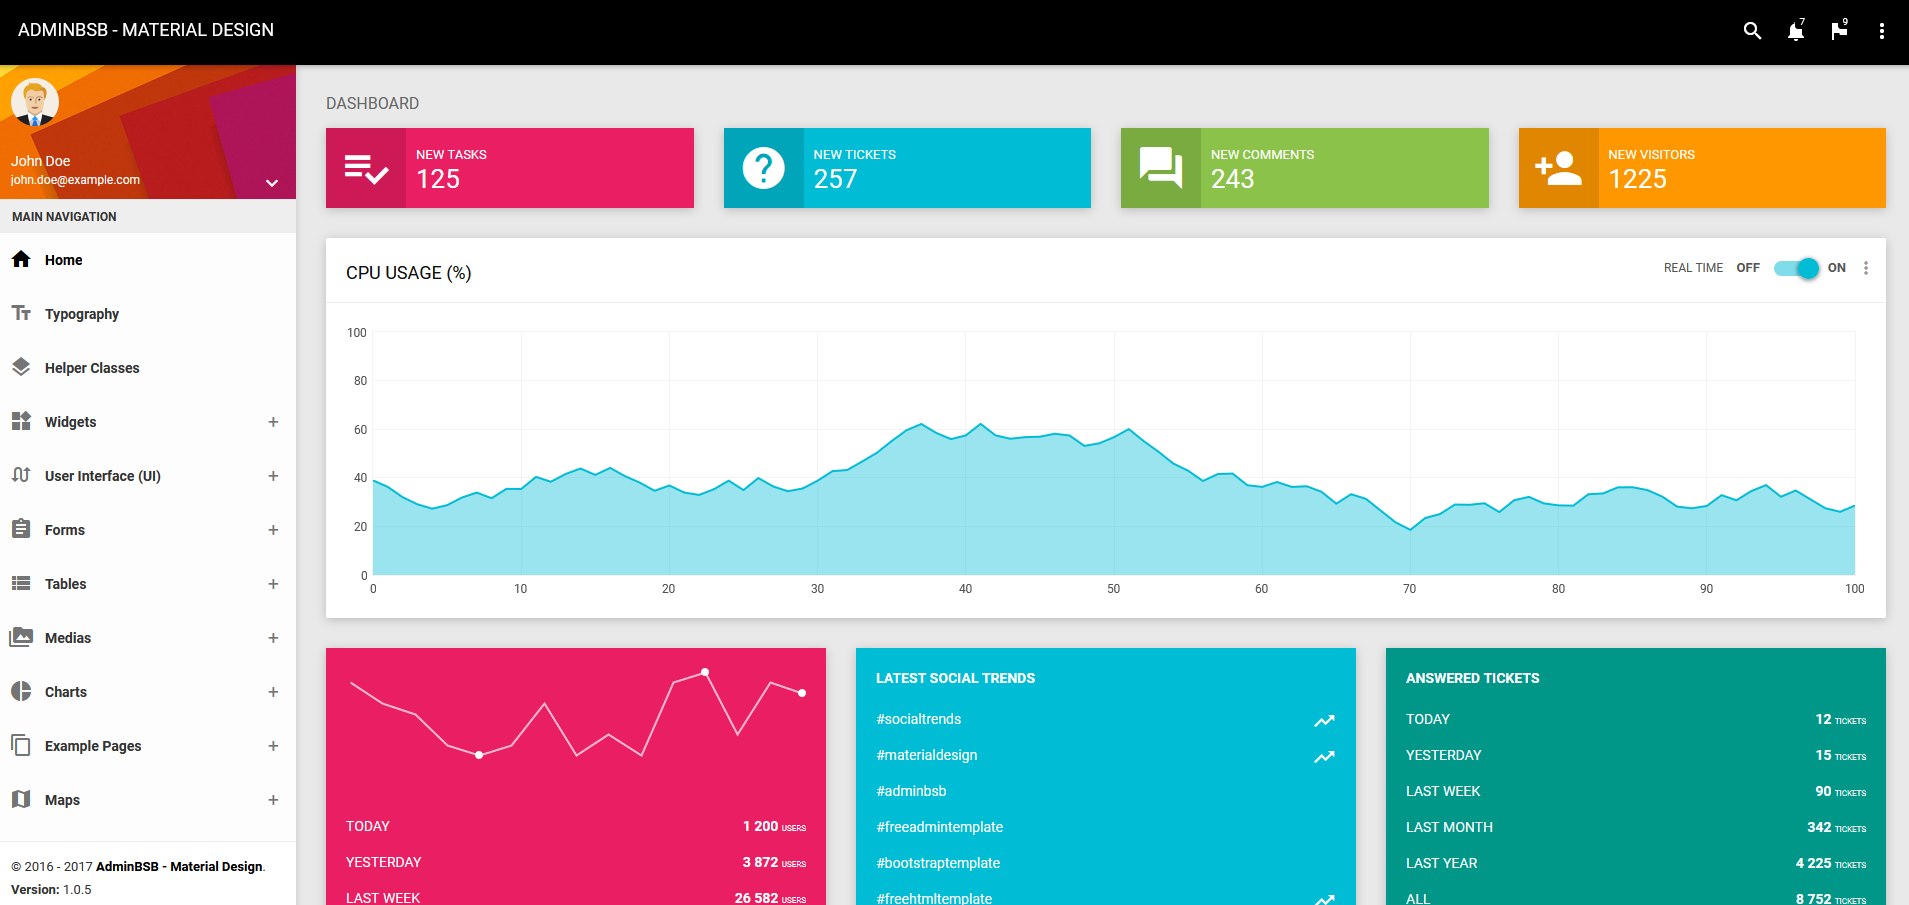 ADMINBSB - MATERIAL DESIGN
7
9
John Doe
john.doe@example.com
MAIN NAVIGATION
Home
Typography
Helper Classes
Widgets +
User Interface (UI) +
Forms +
Tables +
Medias +
Charts +
Example Pages +
Maps +
© 2016 - 2017 AdminBSB - Material Design.
Version: 1.0.5
DASHBOARD
NEW TASKS
125
NEW TICKETS
257
NEW COMMENTS
243
NEW VISITORS
1225
CPU USAGE (%)
REAL TIME OFF ON
100
80
60
40
20
0
0 10 20 30 40 50 60 70 80 90 100
TODAY 1 200 USERS
YESTERDAY 3 872 USERS
LAST WEEK 26 582 USERS
LATEST SOCIAL TRENDS
#socialtrends
#materialdesign
#adminbsb
#freeadmintemplate
#bootstraptemplate
#freehtmltemplate
ANSWERED TICKETS
TODAY 12 TICKETS
YESTERDAY 15 TICKETS
LAST WEEK 90 TICKETS
LAST MONTH 342 TICKETS
LAST YEAR 4 225 TICKETS
ALL 8 752 TICKETS